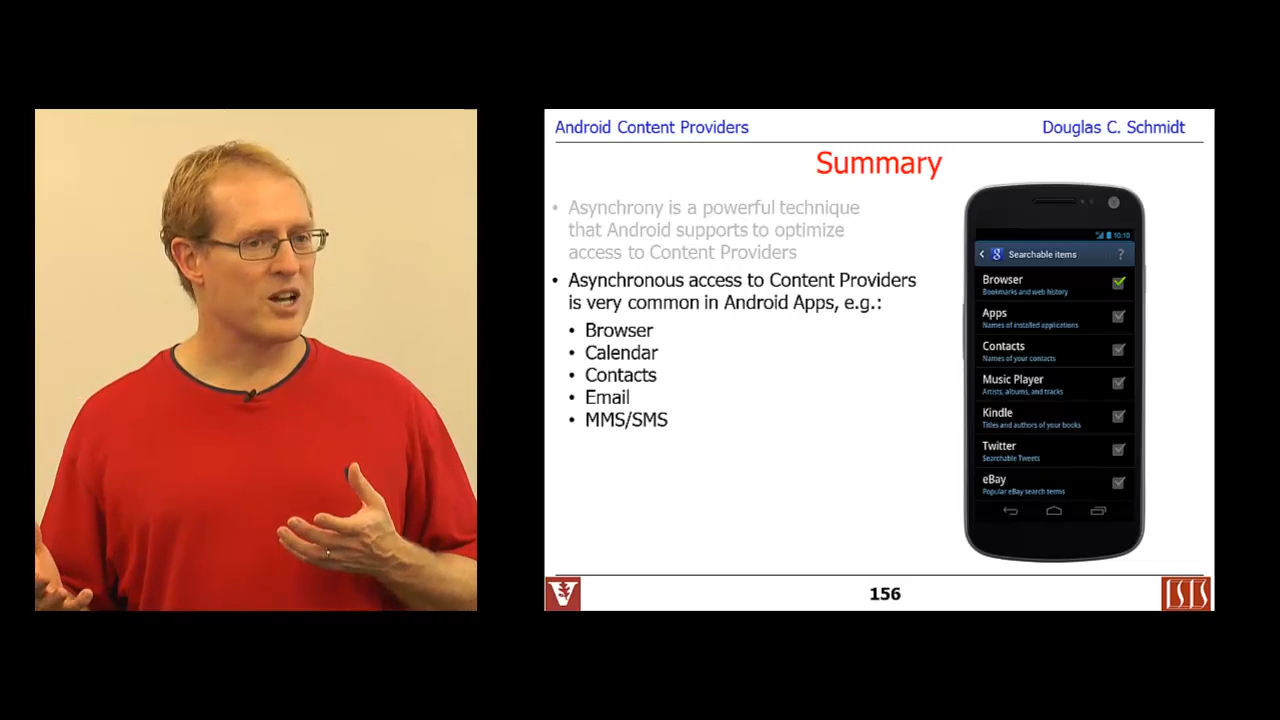 Android Content Providers
Douglas C. Schmidt
Summary
• Asynchrony is a powerful technique
that Android supports to optimize
access to Content Providers
• Asynchronous access to Content Providers
is very common in Android Apps, e.g.:
• Browser
• Calendar
• Contacts
• Email
• MMS/SMS
10:10
Searchable items ?
Browser
Bookmarks and web history
Apps
Names of installed applications
Contacts
Names of your contacts
Music Player
Artists, albums, and tracks
Kindle
Titles and authors of your books
Twitter
Searchable Tweets
eBay
Popular eBay search terms
V
156
ISIS